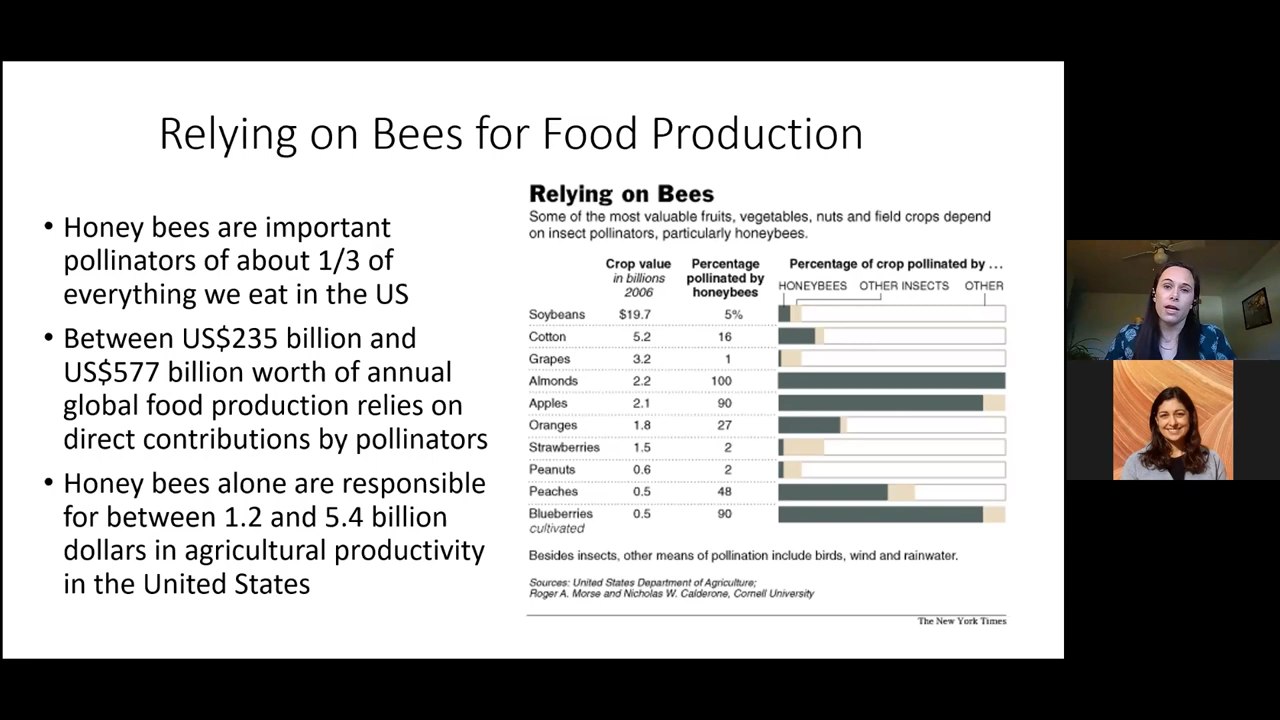 Relying on Bees for Food Production
• Honey bees are important
pollinators of about 1/3 of
everything we eat in the US
• Between US$235 billion and
US$577 billion worth of annual
global food production relies on
direct contributions by pollinators
• Honey bees alone are responsible
for between 1.2 and 5.4 billion
dollars in agricultural productivity
in the United States
Relying on Bees
Some of the most valuable fruits, vegetables, nuts and field crops depend
on insect pollinators, particularly honeybees.
Crop value
in billions
2006
Percentage
pollinated by
honeybees
Percentage of crop pollinated by ...
HONEYBEES OTHER INSECTS OTHER
Soybeans $19.7 5%
Cotton 5.2 16
Grapes 3.2 1
Almonds 2.2 100
Apples 2.1 90
Oranges 1.8 27
Strawberries 1.5 2
Peanuts 0.6 2
Peaches 0.5 48
Blueberries 0.5 90
cultivated
Besides insects, other means of pollination include birds, wind and rainwater.
Sources: United States Department of Agriculture;
Roger A. Morse and Nicholas W. Calderone, Cornell University
The New York Times